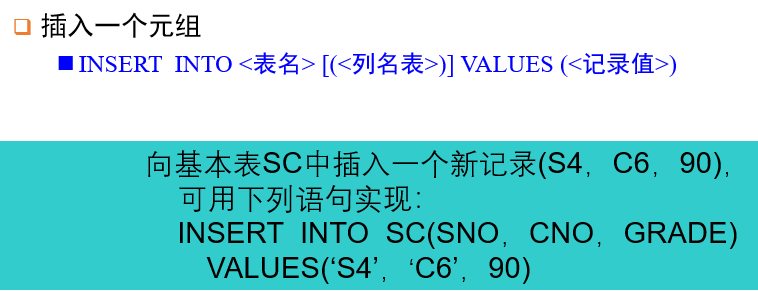 插入一个元组
INSERT INTO <表名> [(<列名表>)] VALUES (<记录值>)
向基本表SC中插入一个新记录(S4，C6，90)，
可用下列语句实现：
INSERT INTO SC(SNO，CNO，GRADE)
VALUES(‘S4’，‘C6’，90)